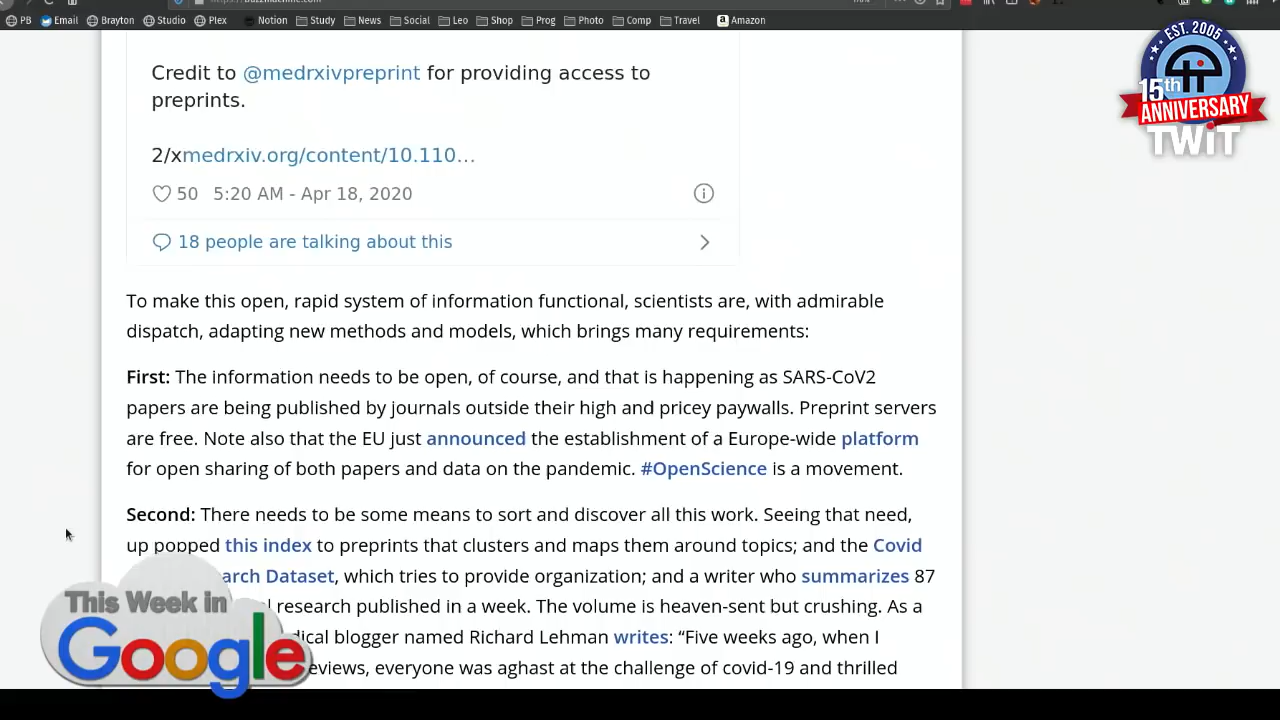 https://buzzmachine.com
PB Email Brayton Studio Plex Notion Study News Social Leo Shop Prog Photo Comp Travel Amazon
EST. 2005
15th
ANNIVERSARY
TWiT
Credit to @medrxivpreprint for providing access to
preprints.
2/xmedrxiv.org/content/10.110…
50 5:20 AM - Apr 18, 2020
18 people are talking about this
To make this open, rapid system of information functional, scientists are, with admirable
dispatch, adapting new methods and models, which brings many requirements:
First: The information needs to be open, of course, and that is happening as SARS-CoV2
papers are being published by journals outside their high and pricey paywalls. Preprint servers
are free. Note also that the EU just announced the establishment of a Europe-wide platform
for open sharing of both papers and data on the pandemic. #OpenScience is a movement.
Second: There needs to be some means to sort and discover all this work. Seeing that need,
up popped this index to preprints that clusters and maps them around topics; and the Covid
arch Dataset, which tries to provide organization; and a writer who summarizes 87
l research published in a week. The volume is heaven-sent but crushing. As a
dical blogger named Richard Lehman writes: “Five weeks ago, when I
eviews, everyone was aghast at the challenge of covid-19 and thrilled
This Week in
Google